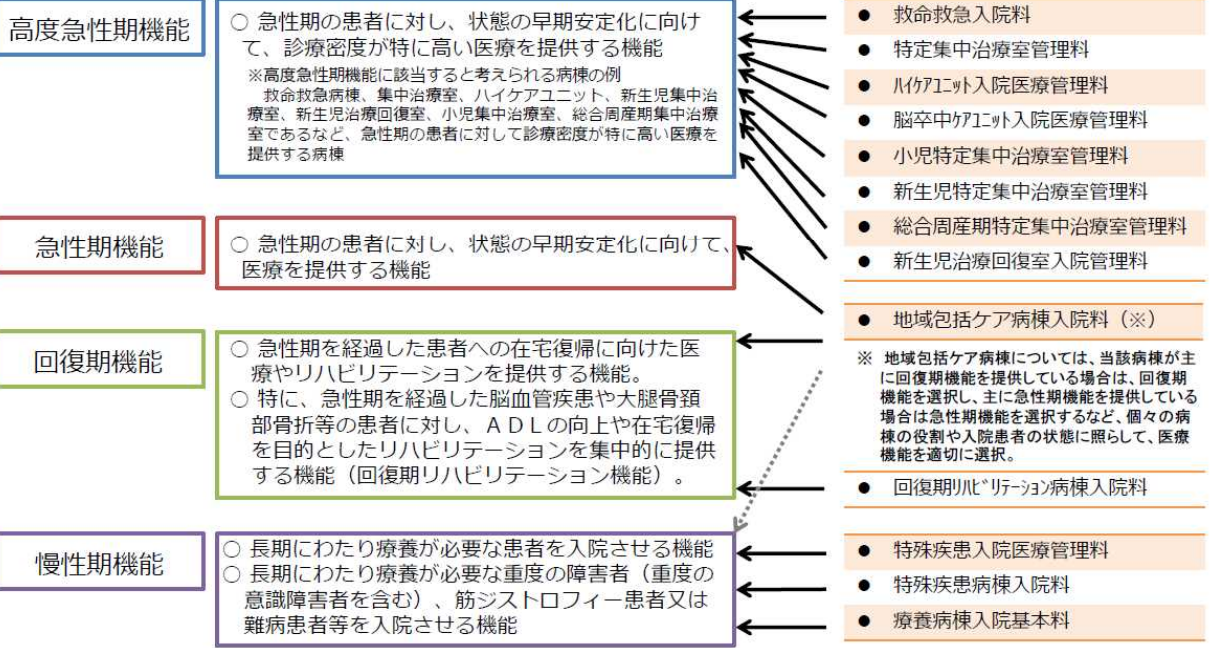 高度急性期機能
○ 急性期の患者に対し、状態の早期安定化に向け
て、診療密度が特に高い医療を提供する機能
※高度急性期機能に該当すると考えられる病棟の例
救命救急病棟、集中治療室、ハイケアユニット、新生児集中治
療室、新生児治療回復室、小児集中治療室、総合周産期集中治療
室であるなど、急性期の患者に対して診療密度が特に高い医療を
提供する病棟
急性期機能
○ 急性期の患者に対し、状態の早期安定化に向けて、
医療を提供する機能
回復期機能
○ 急性期を経過した患者への在宅復帰に向けた医
療やリハビリテーションを提供する機能。
○ 特に、急性期を経過した脳血管疾患や大腿骨頚
部骨折等の患者に対し、ADLの向上や在宅復帰
を目的としたリハビリテーションを集中的に提供
する機能(回復期リハビリテーション機能)。
慢性期機能
○ 長期にわたり療養が必要な患者を入院させる機能
○ 長期にわたり療養が必要な重度の障害者(重度の
意識障害者を含む)、筋ジストロフィー患者又は
難病患者等を入院させる機能
● 救命救急入院料
● 特定集中治療室管理料
● ハイケアユニット入院医療管理料
● 脳卒中ケアユニット入院医療管理料
● 小児特定集中治療室管理料
● 新生児特定集中治療室管理料
● 総合周産期特定集中治療室管理料
● 新生児治療回復室入院管理料
● 地域包括ケア病棟入院料(※)
※ 地域包括ケア病棟については、当該病棟が主
に回復期機能を提供している場合は、回復期
機能を選択し、主に急性期機能を提供している
場合は急性期機能を選択するなど、個々の病
棟の役割や入院患者の状態に照らして、医療
機能を適切に選択。
● 回復期リハビリテーション病棟入院料
● 特殊疾患入院医療管理料
● 特殊疾患病棟入院料
● 療養病棟入院基本料